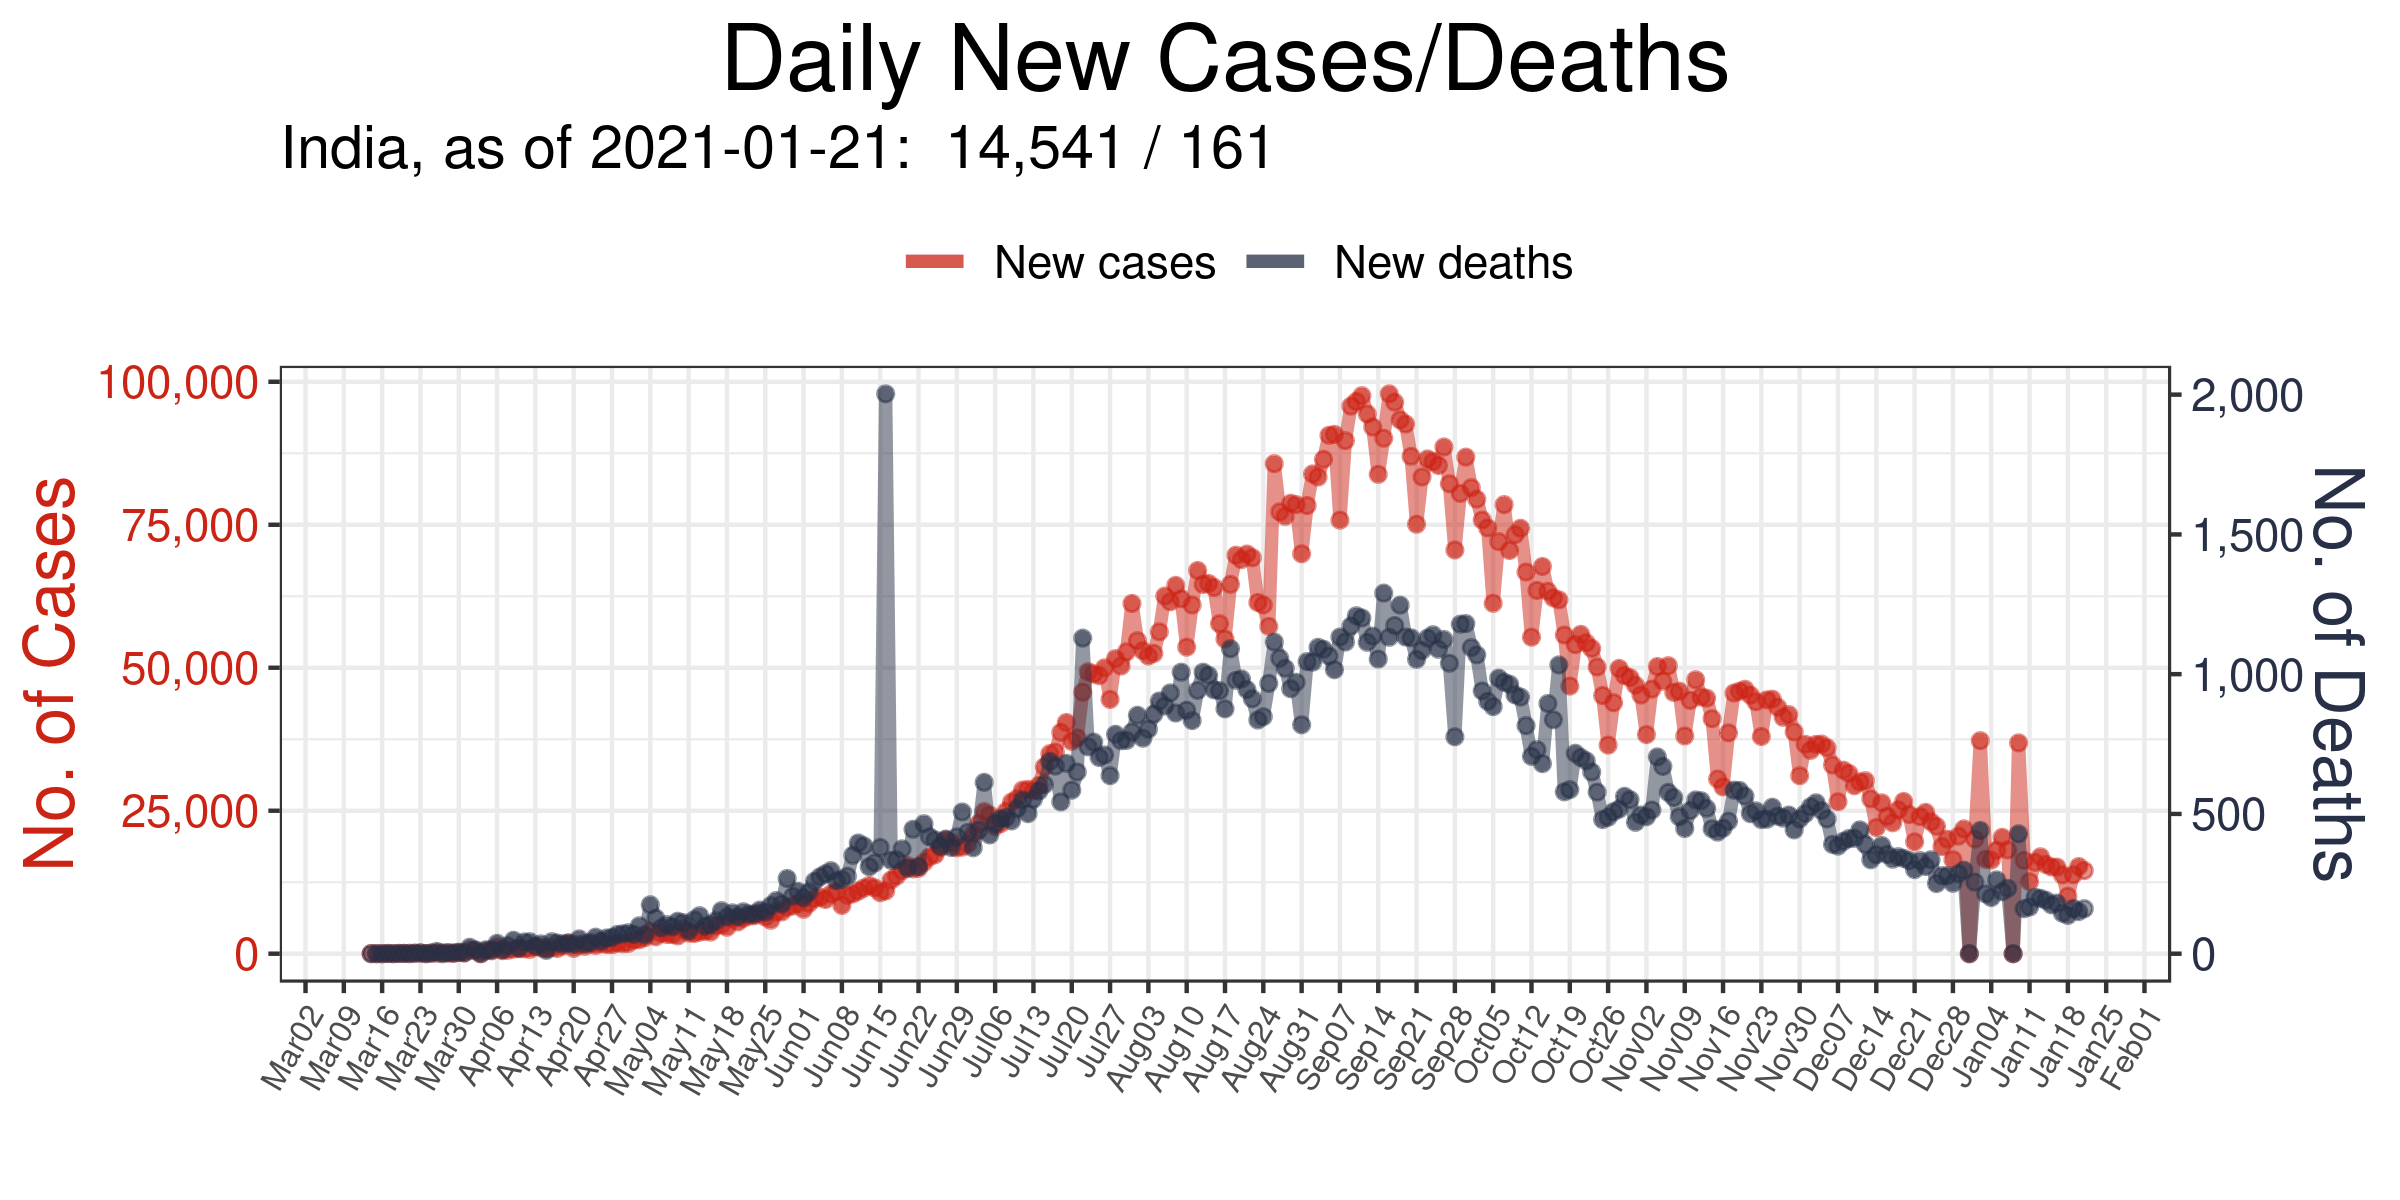 Daily New Cases/Deaths
India, as of 2021-01-21:  14,541 / 161
New cases
New deaths
No. of Cases
100,000
75,000
50,000
25,000
0
2,000
1,500
1,000
500
0
No. of Deaths
Mar02
Mar09
Mar16
Mar23
Mar30
Apr06
Apr13
Apr20
Apr27
May04
May11
May18
May25
Jun01
Jun08
Jun15
Jun22
Jun29
Jul06
Jul13
Jul20
Jul27
Aug03
Aug10
Aug17
Aug24
Aug31
Sep07
Sep14
Sep21
Sep28
Oct05
Oct12
Oct19
Oct26
Nov02
Nov09
Nov16
Nov23
Nov30
Dec07
Dec14
Dec21
Dec28
Jan04
Jan11
Jan18
Jan25
Feb01